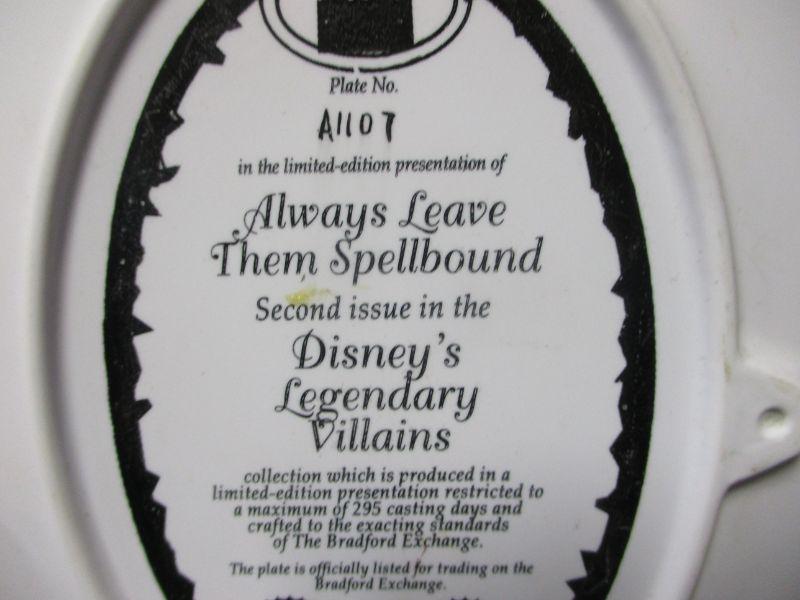 Plate No.
A1107
in the limited-edition presentation of
Always Leave
Them Spellbound
Second issue in the
Disney's
Legendary
Villains
collection which is produced in a
limited-edition presentation restricted to
a maximum of 295 casting days and
crafted to the exacting standards
of The Bradford Exchange.
The plate is officially listed for trading on the
Bradford Exchange.